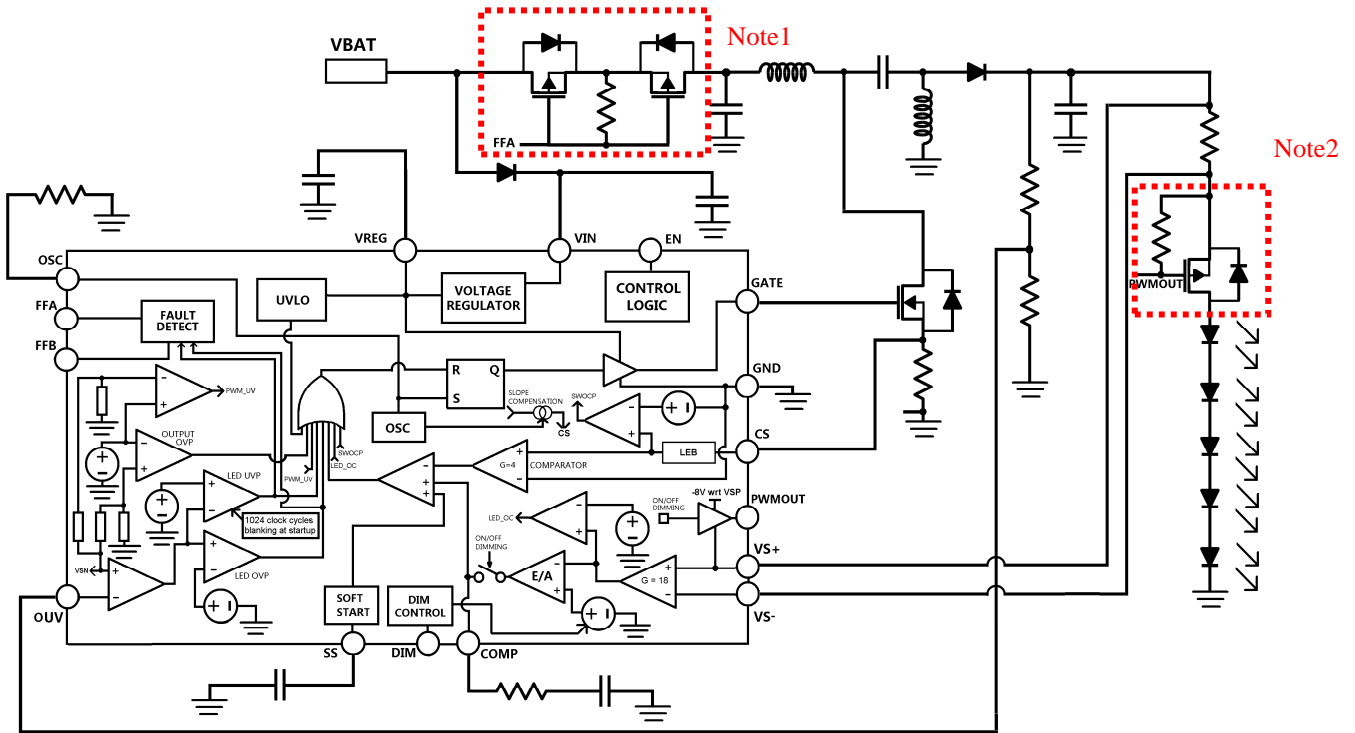 Note1
VBAT
FFA
Note2
PWMOUT
VREG
VIN
EN
OSC
GATE
FFA
FFB
FAULT
DETECT
UVLO
VOLTAGE
REGULATOR
CONTROL
LOGIC
R
Q
S
GND
PWM_UV
SLOPE
COMPENSATION
SWOCP
OSC
CS
CS
OUTPUT
OVP
SWOCP
LED_OC
PWM_UV
G=4
COMPARATOR
LEB
LED UVP
1024 clock cycles
blanking at startup
-8V wrt VSP
PWMOUT
ON/OFF
DIMMING
LED_OC
ON/OFF
DIMMING
VSN
LED OVP
E/A
G = 18
VS+
SOFT
START
DIM
CONTROL
OUV
VS-
SS
DIM
COMP